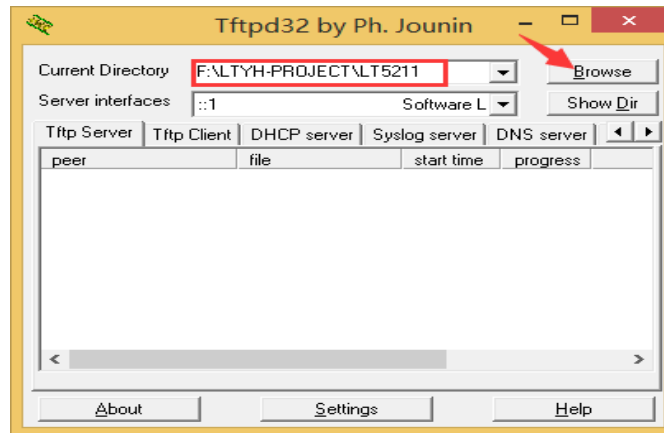 Tftpd32 by Ph. Jounin
Current Directory F:\LTYH-PROJECT\LT5211 Browse
Server interfaces ::1 Software L Show Dir
Tftp Server Tftp Client DHCP server Syslog server DNS server
peer file start time progress
About Settings Help